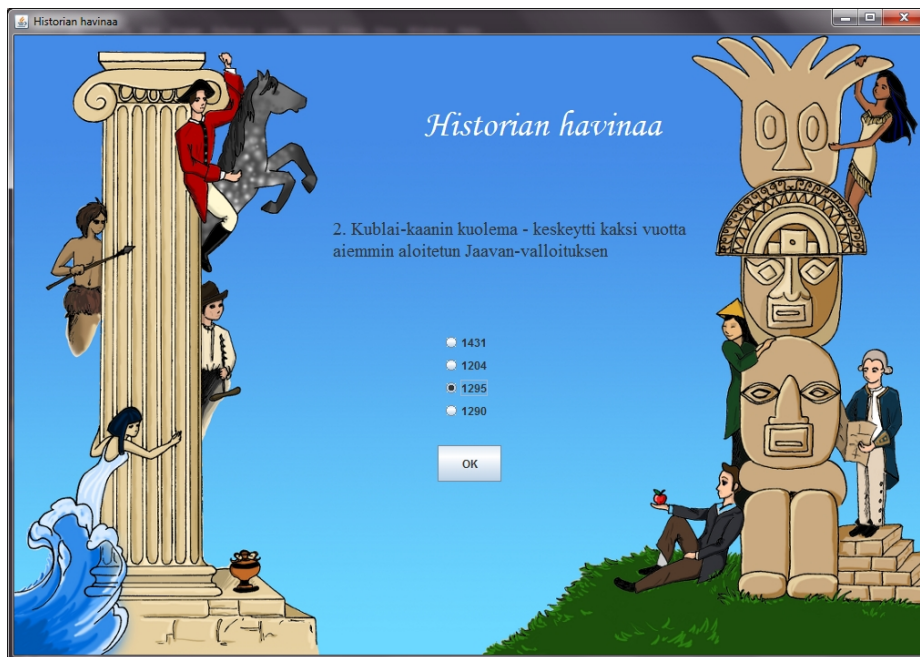 Historian havinaa
Historian havinaa
2. Kublai-kaanin kuolema - keskeytti kaksi vuotta
aiemmin aloitetun Jaavan-valloituksen
1431
1204
1295
1290
OK